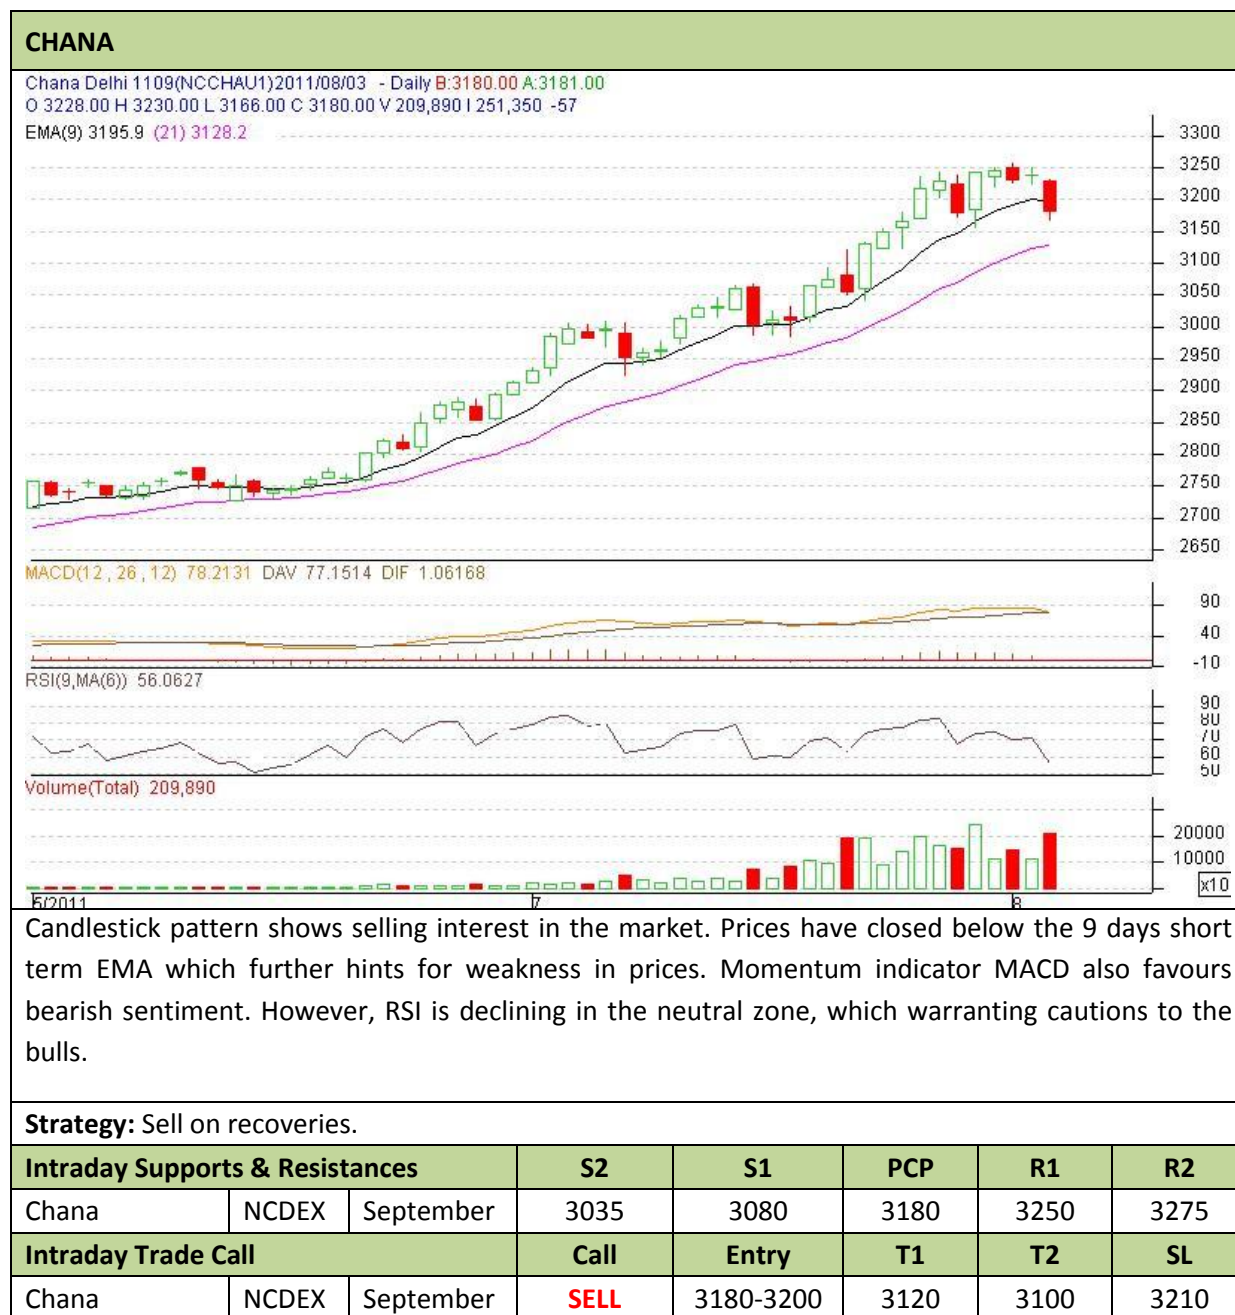 CHANA
Chana Delhi 1109(NCCHAU1)2011/08/03 - Daily B:3180.00 A:3181.00
O 3228.00 H 3230.00 L 3166.00 C 3180.00 V 209,890 I 251,350 -57
EMA(9) 3195.9 (21) 3128.2
3300
3250
3200
3150
3100
3050
3000
2950
2900
2850
2800
2750
2700
2650
MACD(12 , 26 , 12) 78.2131 DAV 77.1514 DIF 1.06168
90
40
-10
RSI(9,MA(6)) 56.0627
90
80
70
60
50
Volume(Total) 209,890
20000
10000
x10
5/2011 7 8
Candlestick pattern shows selling interest in the market. Prices have closed below the 9 days short
term EMA which further hints for weakness in prices. Momentum indicator MACD also favours
bearish sentiment. However, RSI is declining in the neutral zone, which warranting cautions to the
bulls.
Strategy: Sell on recoveries.
Intraday Supports & Resistances S2 S1 PCP R1 R2
Chana NCDEX September 3035 3080 3180 3250 3275
Intraday Trade Call Call Entry T1 T2 SL
Chana NCDEX September SELL 3180-3200 3120 3100 3210